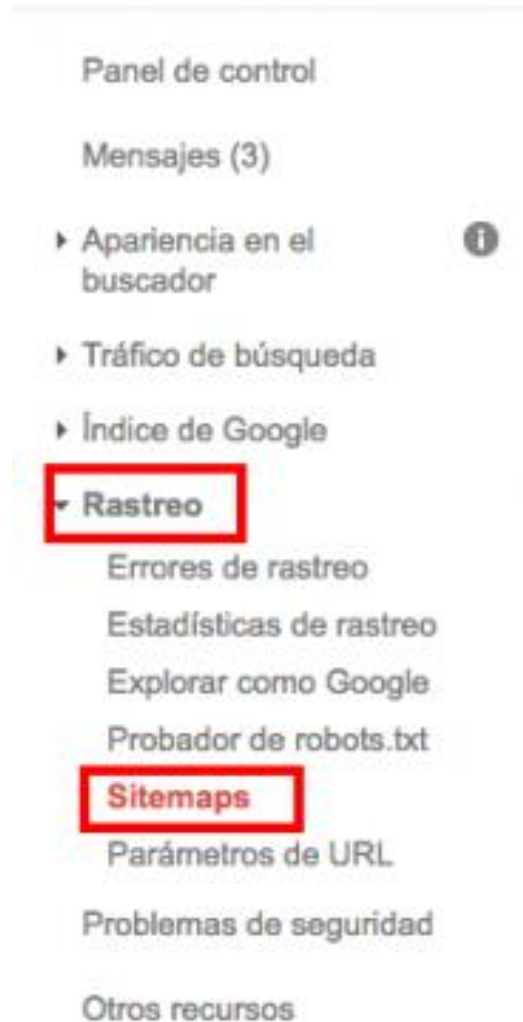 Panel de control
Mensajes (3)
Apariencia en el
buscador
Tráfico de búsqueda
Índice de Google
Rastreo
Errores de rastreo
Estadísticas de rastreo
Explorar como Google
Probador de robots.txt
Sitemaps
Parámetros de URL
Problemas de seguridad
Otros recursos